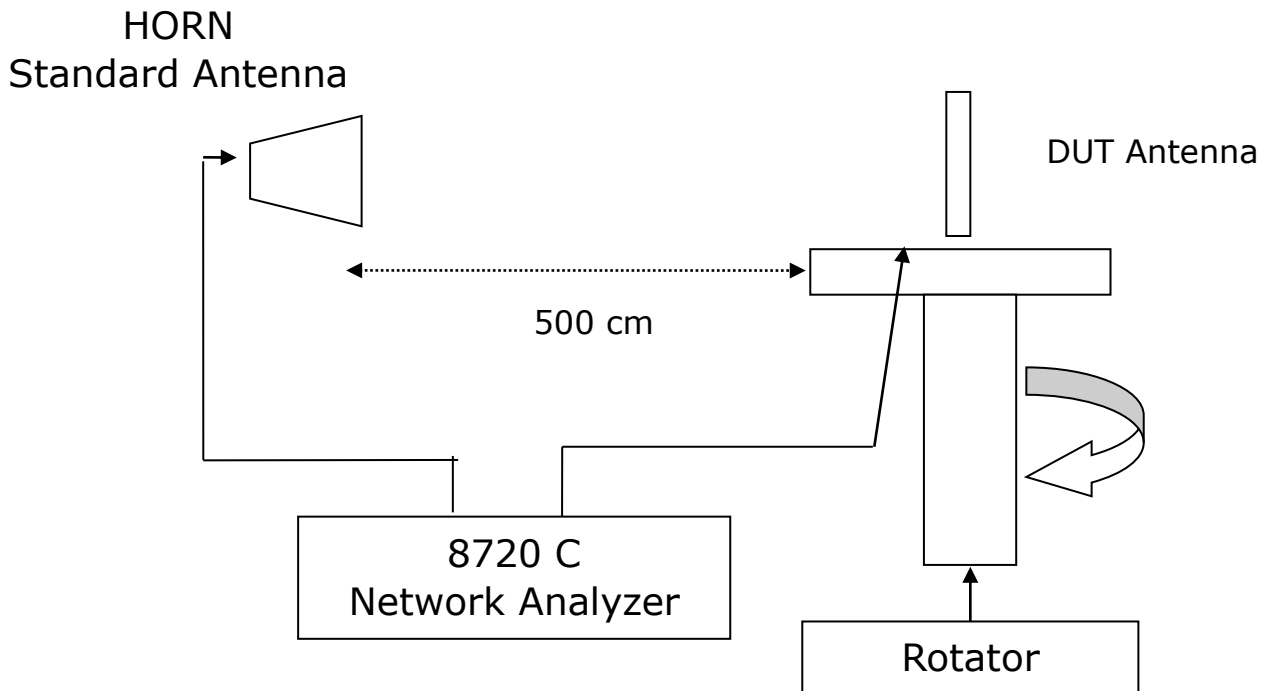 HORN
Standard Antenna
DUT Antenna
500 cm
8720 C
Network Analyzer
Rotator